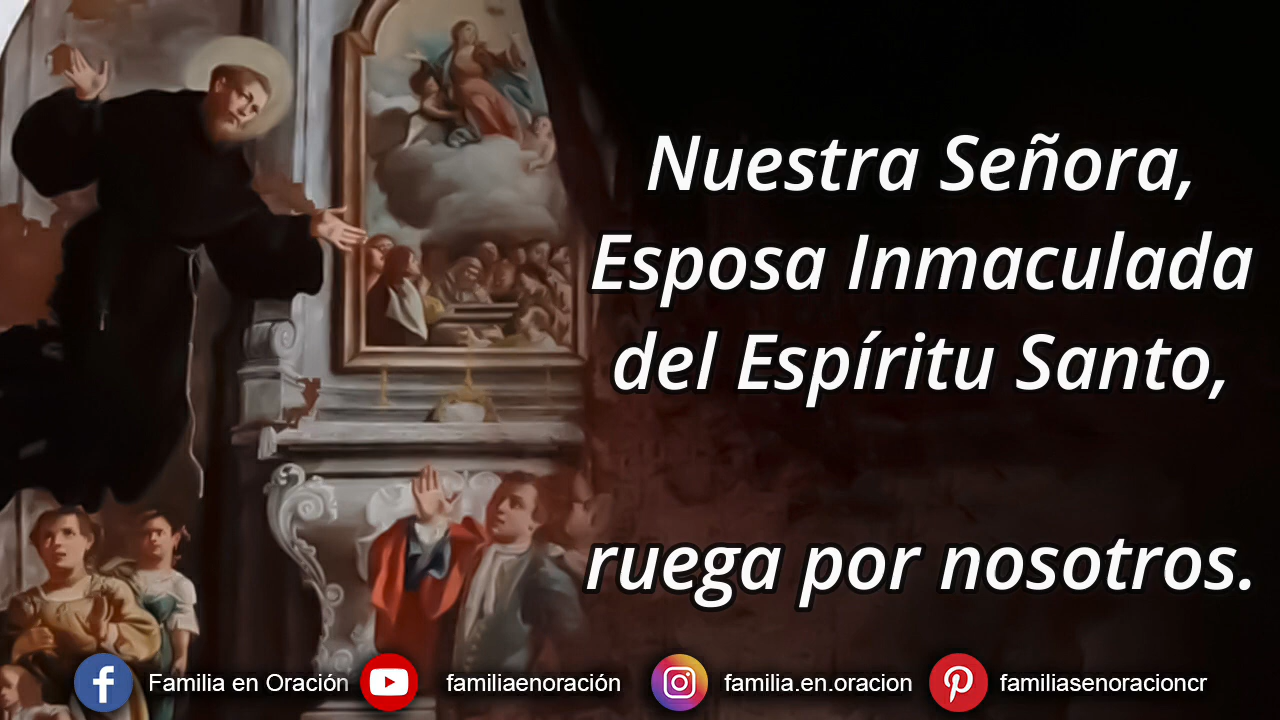 Nuestra Señora,
Esposa Inmaculada
del Espíritu Santo,
ruega por nosotros.
Familia en Oración
familiaenoración
familia.en.oracion
familiasenoracioncr